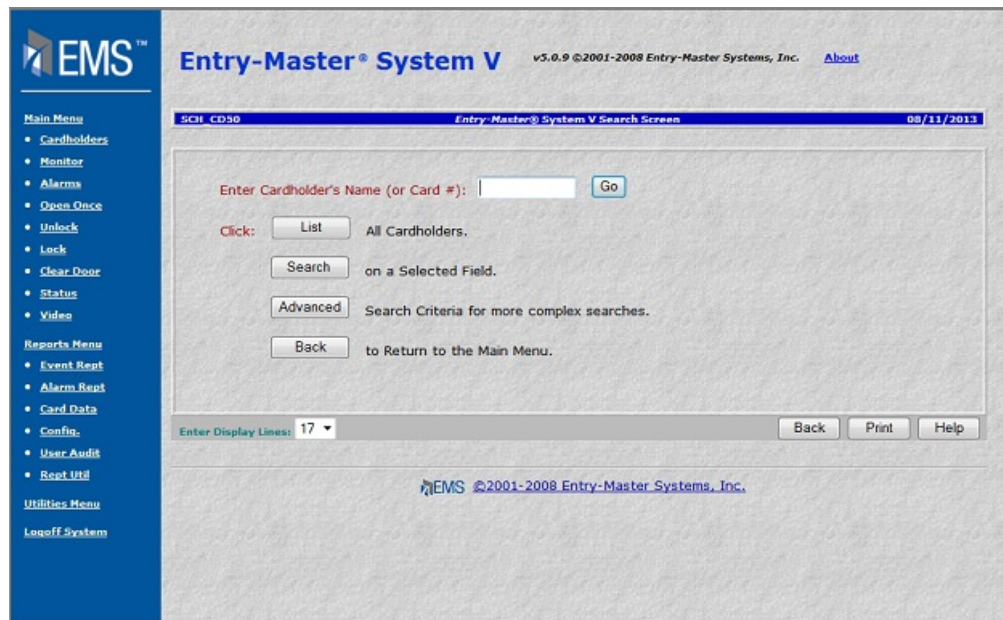 EMS™
Entry-Master® System V v5.0.9 ©2001-2008 Entry-Master Systems, Inc. About
SCH_CD50 Entry-Master® System V Search Screen 08/11/2013
Main Menu
• Cardholders
• Monitor
• Alarms
• Open Once
• Unlock
• Lock
• Clear Door
• Status
• Video
Reports Menu
• Event Rept
• Alarm Rept
• Card Data
• Config.
• User Audit
• Rept Util
Utilities Menu
Logoff System
Enter Cardholder's Name (or Card #): Go
Click: List All Cardholders.
Search on a Selected Field.
Advanced Search Criteria for more complex searches.
Back to Return to the Main Menu.
Enter Display Lines: 17 Back Print Help
EMS ©2001-2008 Entry-Master Systems, Inc.